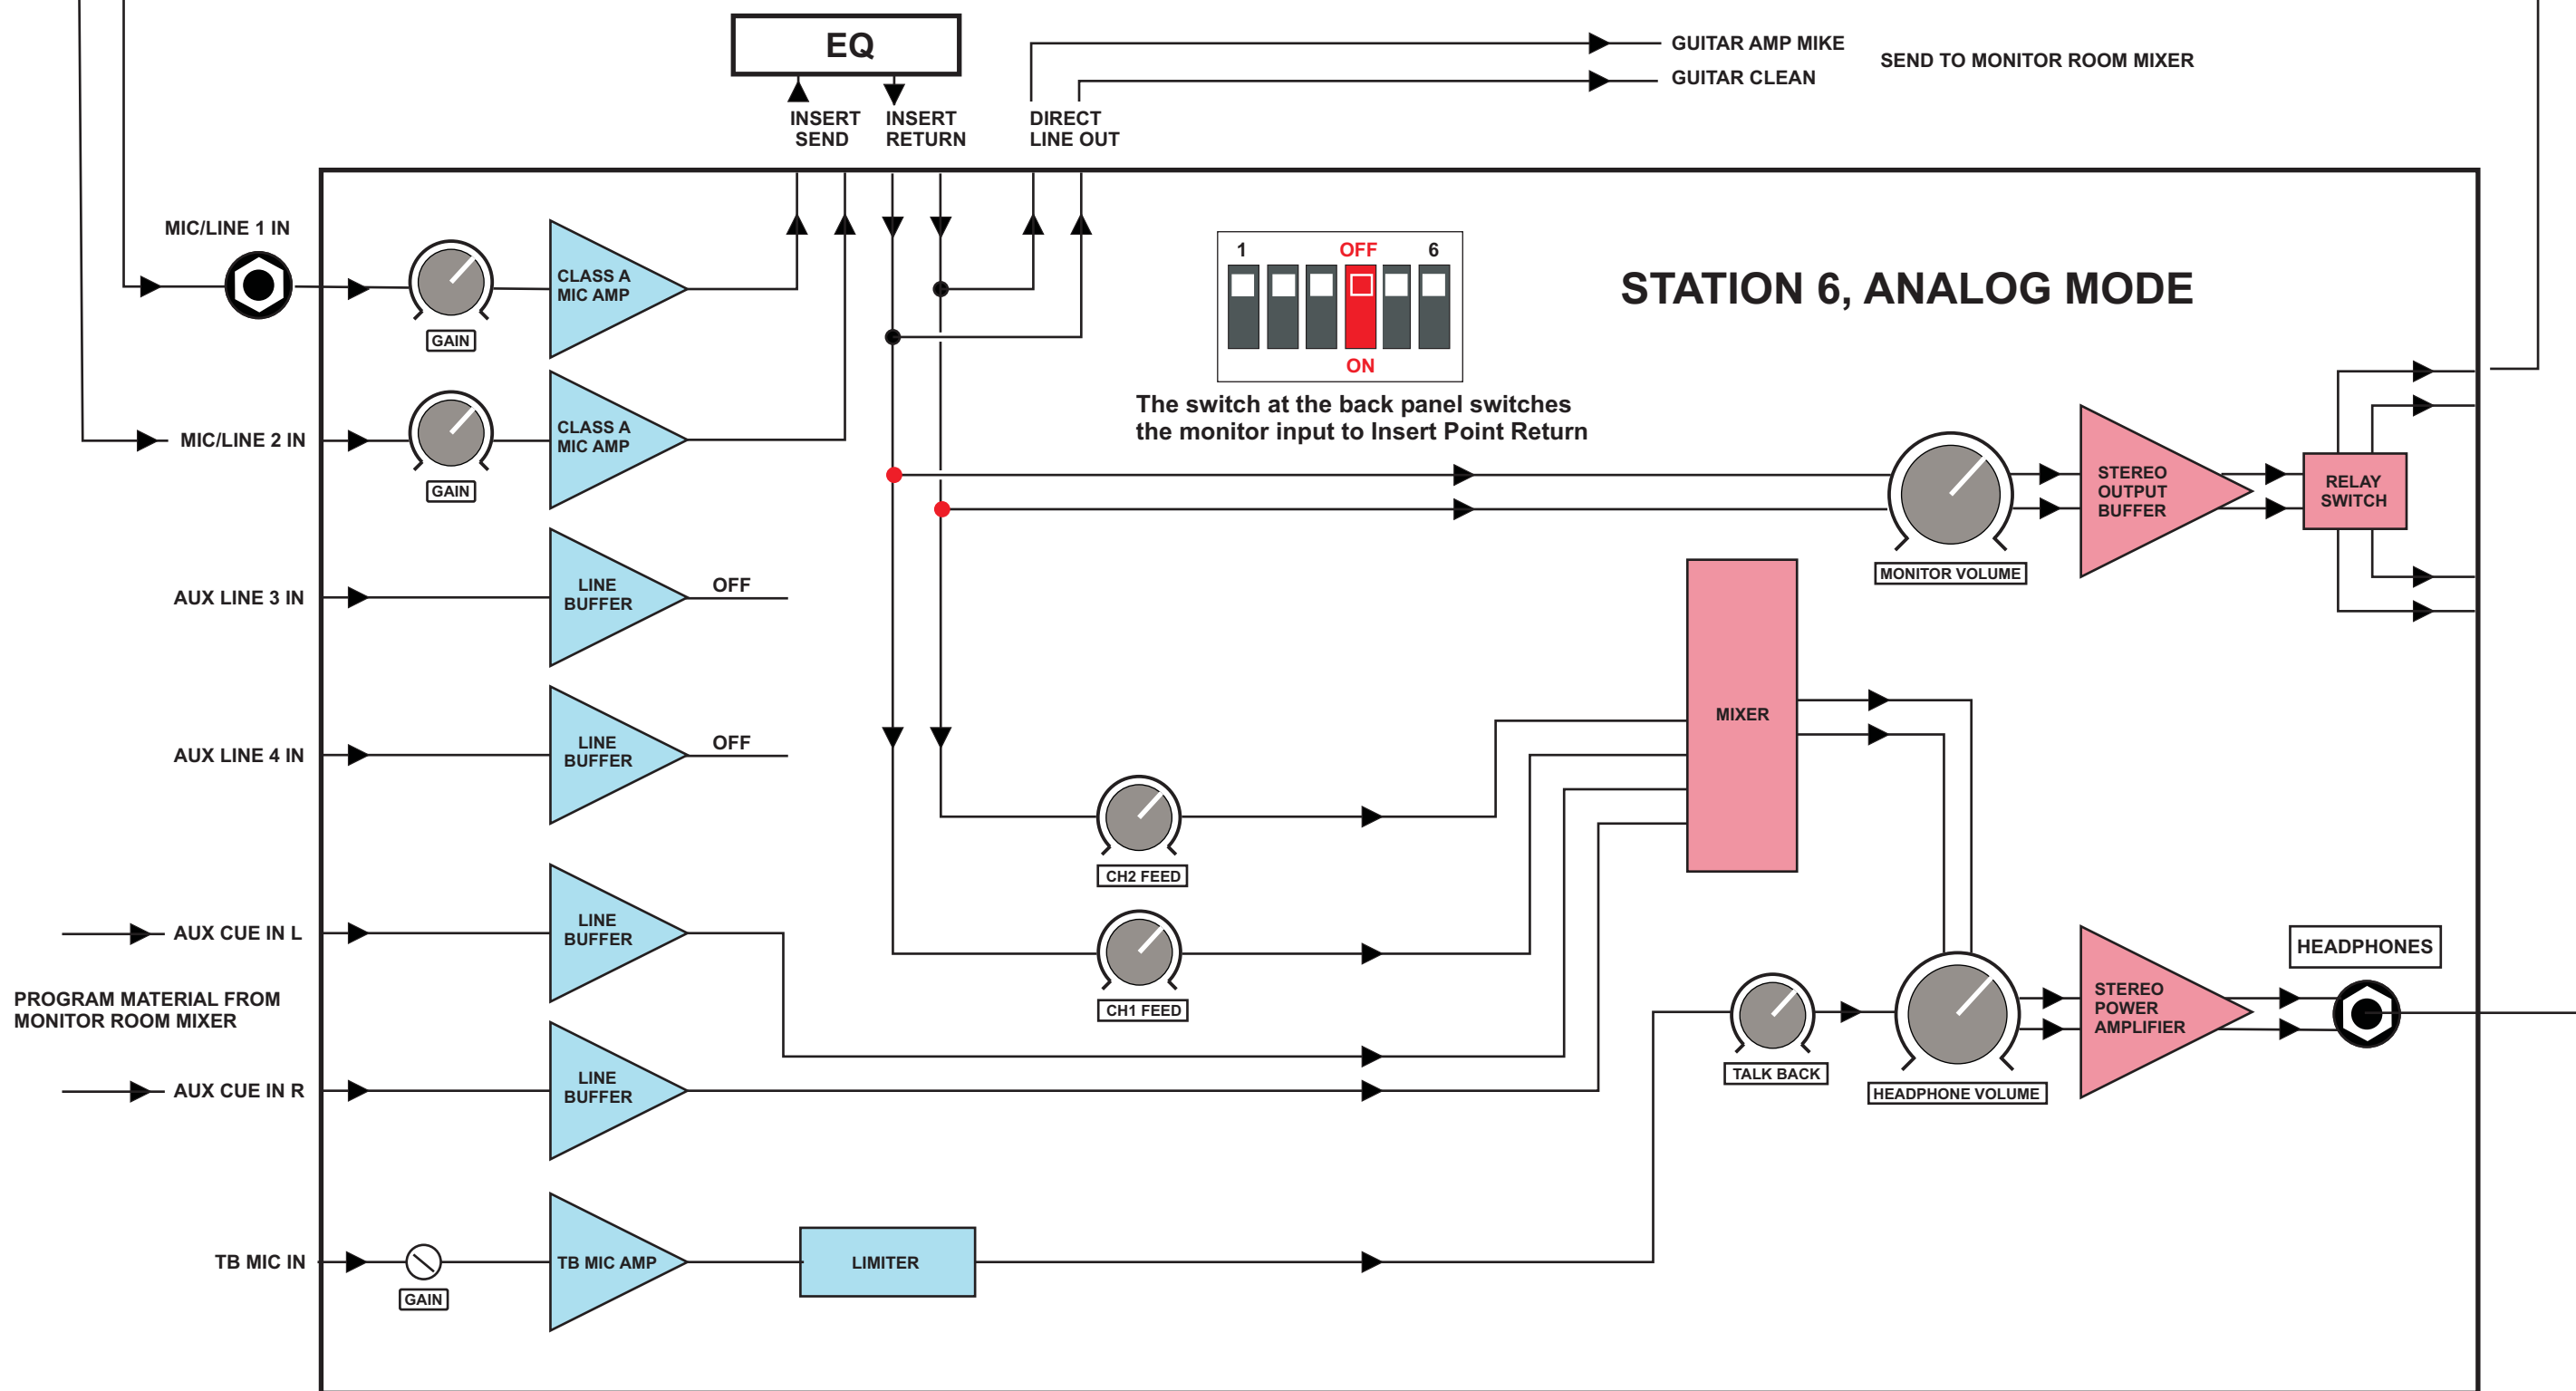 EQ
GUITAR AMP MIKE
SEND TO MONITOR ROOM MIXER
GUITAR CLEAN
INSERT
SEND
INSERT
RETURN
DIRECT
LINE OUT
MIC/LINE 1 IN
GAIN
CLASS A
MIC AMP
1
OFF
6
ON
STATION 6, ANALOG MODE
The switch at the back panel switches
the monitor input to Insert Point Return
MIC/LINE 2 IN
GAIN
CLASS A
MIC AMP
MONITOR VOLUME
STEREO
OUTPUT
BUFFER
RELAY
SWITCH
AUX LINE 3 IN
LINE
BUFFER
OFF
AUX LINE 4 IN
LINE
BUFFER
OFF
MIXER
CH2 FEED
AUX CUE IN L
LINE
BUFFER
CH1 FEED
PROGRAM MATERIAL FROM
MONITOR ROOM MIXER
TALK BACK
HEADPHONE VOLUME
STEREO
POWER
AMPLIFIER
HEADPHONES
AUX CUE IN R
LINE
BUFFER
TB MIC IN
GAIN
TB MIC AMP
LIMITER